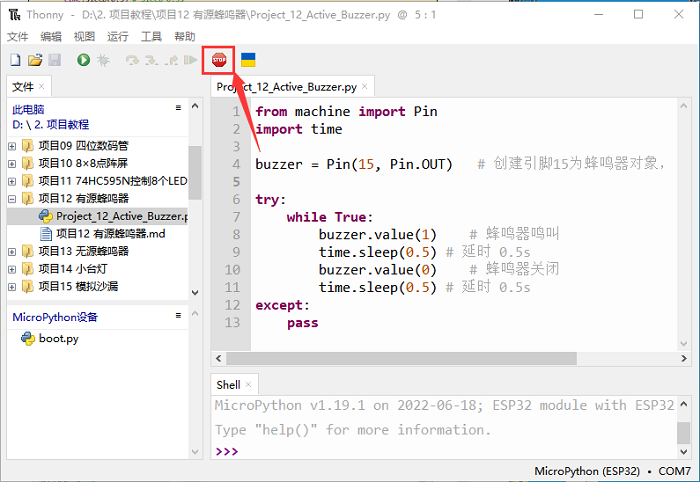 Thonny - D:\2. 项目教程\项目12 有源蜂鸣器\Project_12_Active_Buzzer.py @ 5 : 1
文件 编辑 视图 运行 工具 帮助
STOP
文件
此电脑
D: \ 2. 项目教程
项目09 四位数码管
项目10 8×8点阵屏
项目11 74HC595N控制8个LED
项目12 有源蜂鸣器
Project_12_Active_Buzzer.p
项目12 有源蜂鸣器.md
项目13 无源蜂鸣器
项目14 小台灯
项目15 模拟沙漏
MicroPython设备
boot.py
Project_12_Active_Buzzer.py
1 from machine import Pin
2 import time
3
4 buzzer = Pin(15, Pin.OUT) # 创建引脚15为蜂鸣器对象，
5
6 try:
7 while True:
8 buzzer.value(1) # 蜂鸣器鸣叫
9 time.sleep(0.5) # 延时 0.5s
10 buzzer.value(0) # 蜂鸣器关闭
11 time.sleep(0.5) # 延时 0.5s
12 except:
13 pass
Shell
MicroPython v1.19.1 on 2022-06-18; ESP32 module with ESP32
Type "help()" for more information.
>>>
MicroPython (ESP32) • COM7